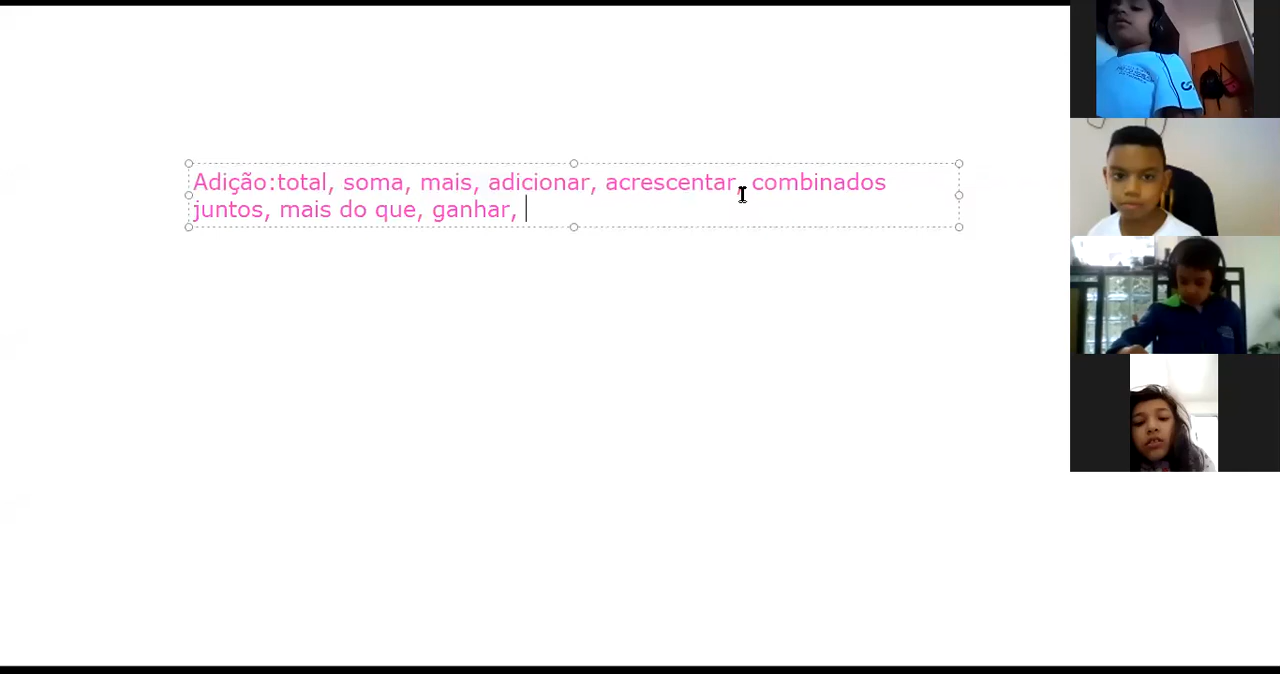 Adição:total, soma, mais, adicionar, acrescentar, combinados
juntos, mais do que, ganhar,